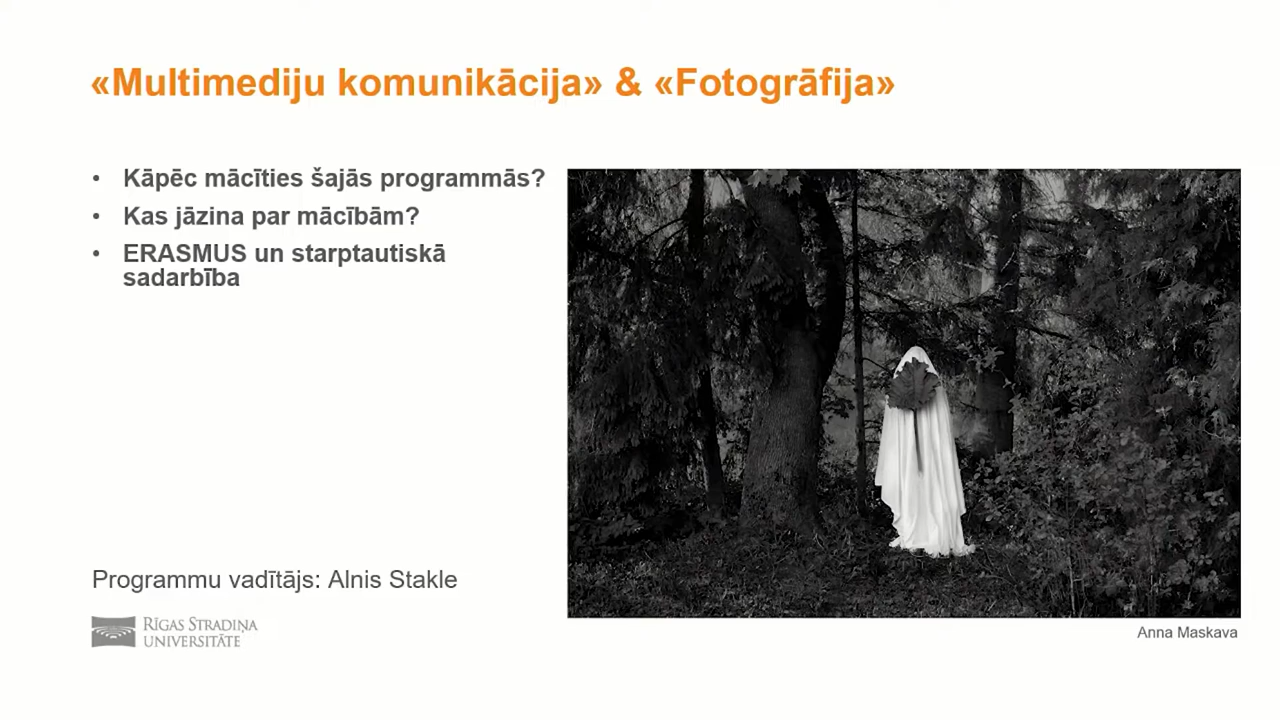 «Multimediju komunikācija» & «Fotogrāfija»
• Kāpēc mācīties šajās programmās?
• Kas jāzina par mācībām?
• ERASMUS un starptautiskā
sadarbība
Programmu vadītājs: Alnis Stakle
RĪGAS STRADIŅA
UNIVERSITĀTE
Anna Maskava